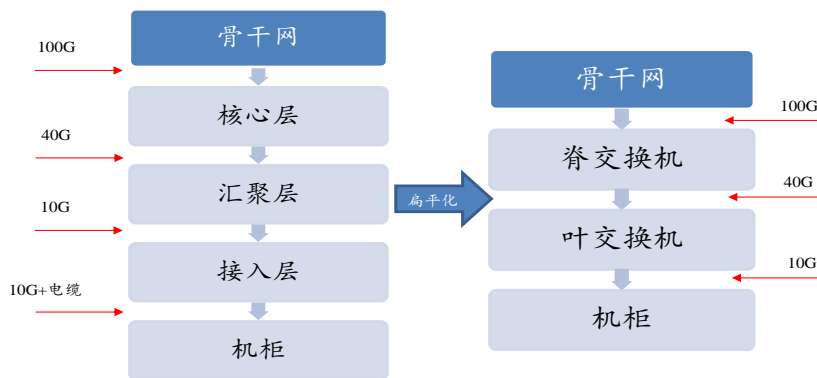 100G
骨干网
核心层
40G
汇聚层
10G
接入层
10G+电缆
机柜
扁平化
骨干网
100G
脊交换机
40G
叶交换机
10G
机柜